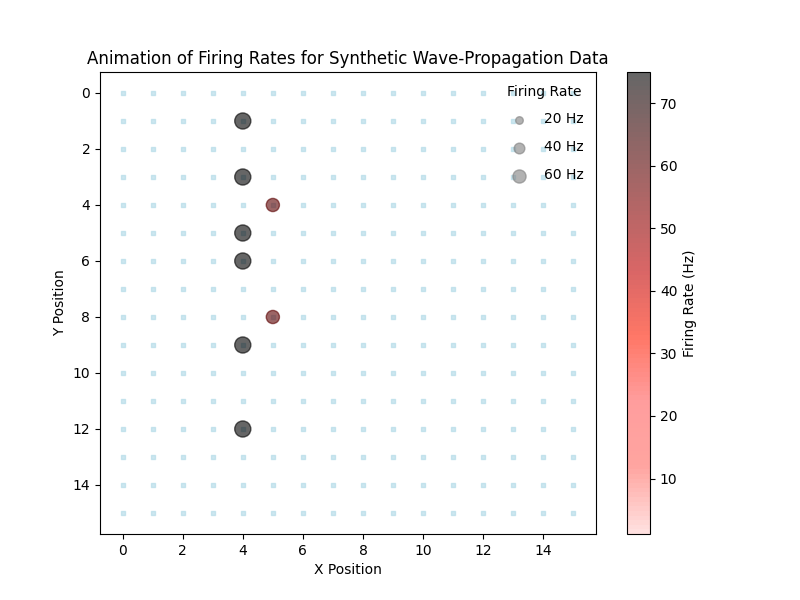 Animation of Firing Rates for Synthetic Wave-Propagation Data
Firing Rate
20 Hz
40 Hz
60 Hz
Y Position
0
2
4
6
8
10
12
14
0 2 4 6 8 10 12 14
X Position
70
60
50
40
30
20
10
Firing Rate (Hz)